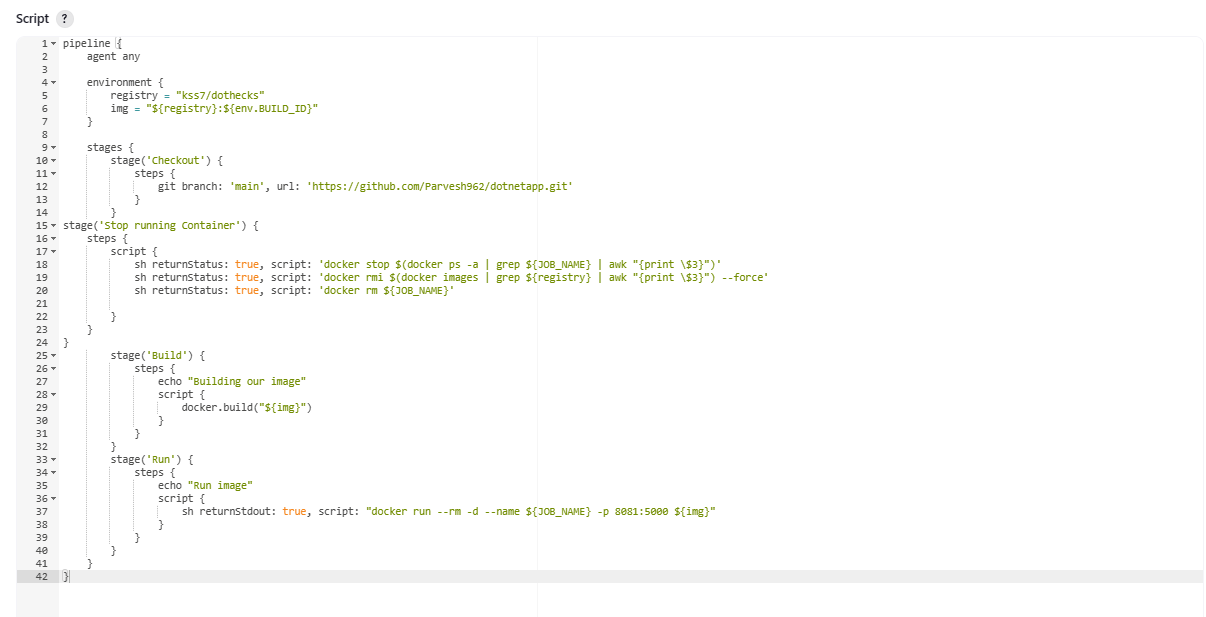 Script ?
1 pipeline {
2     agent any
3
4     environment {
5         registry = "kss7/dothecks"
6         img = "${registry}:${env.BUILD_ID}"
7     }
8
9     stages {
10         stage('Checkout') {
11             steps {
12                 git branch: 'main', url: 'https://github.com/Parvesh962/dotnetapp.git'
13             }
14         }
15 stage('Stop running Container') {
16     steps {
17         script {
18             sh returnStatus: true, script: 'docker stop $(docker ps -a | grep ${JOB_NAME} | awk "{print \$3}")'
19             sh returnStatus: true, script: 'docker rmi $(docker images | grep ${registry} | awk "{print \$3}") --force'
20             sh returnStatus: true, script: 'docker rm ${JOB_NAME}'
21
22         }
23     }
24 }
25         stage('Build') {
26             steps {
27                 echo "Building our image"
28                 script {
29                     docker.build("${img}")
30                 }
31             }
32         }
33         stage('Run') {
34             steps {
35                 echo "Run image"
36                 script {
37                     sh returnStdout: true, script: "docker run --rm -d --name ${JOB_NAME} -p 8081:5000 ${img}"
38                 }
39             }
40         }
41     }
42 }